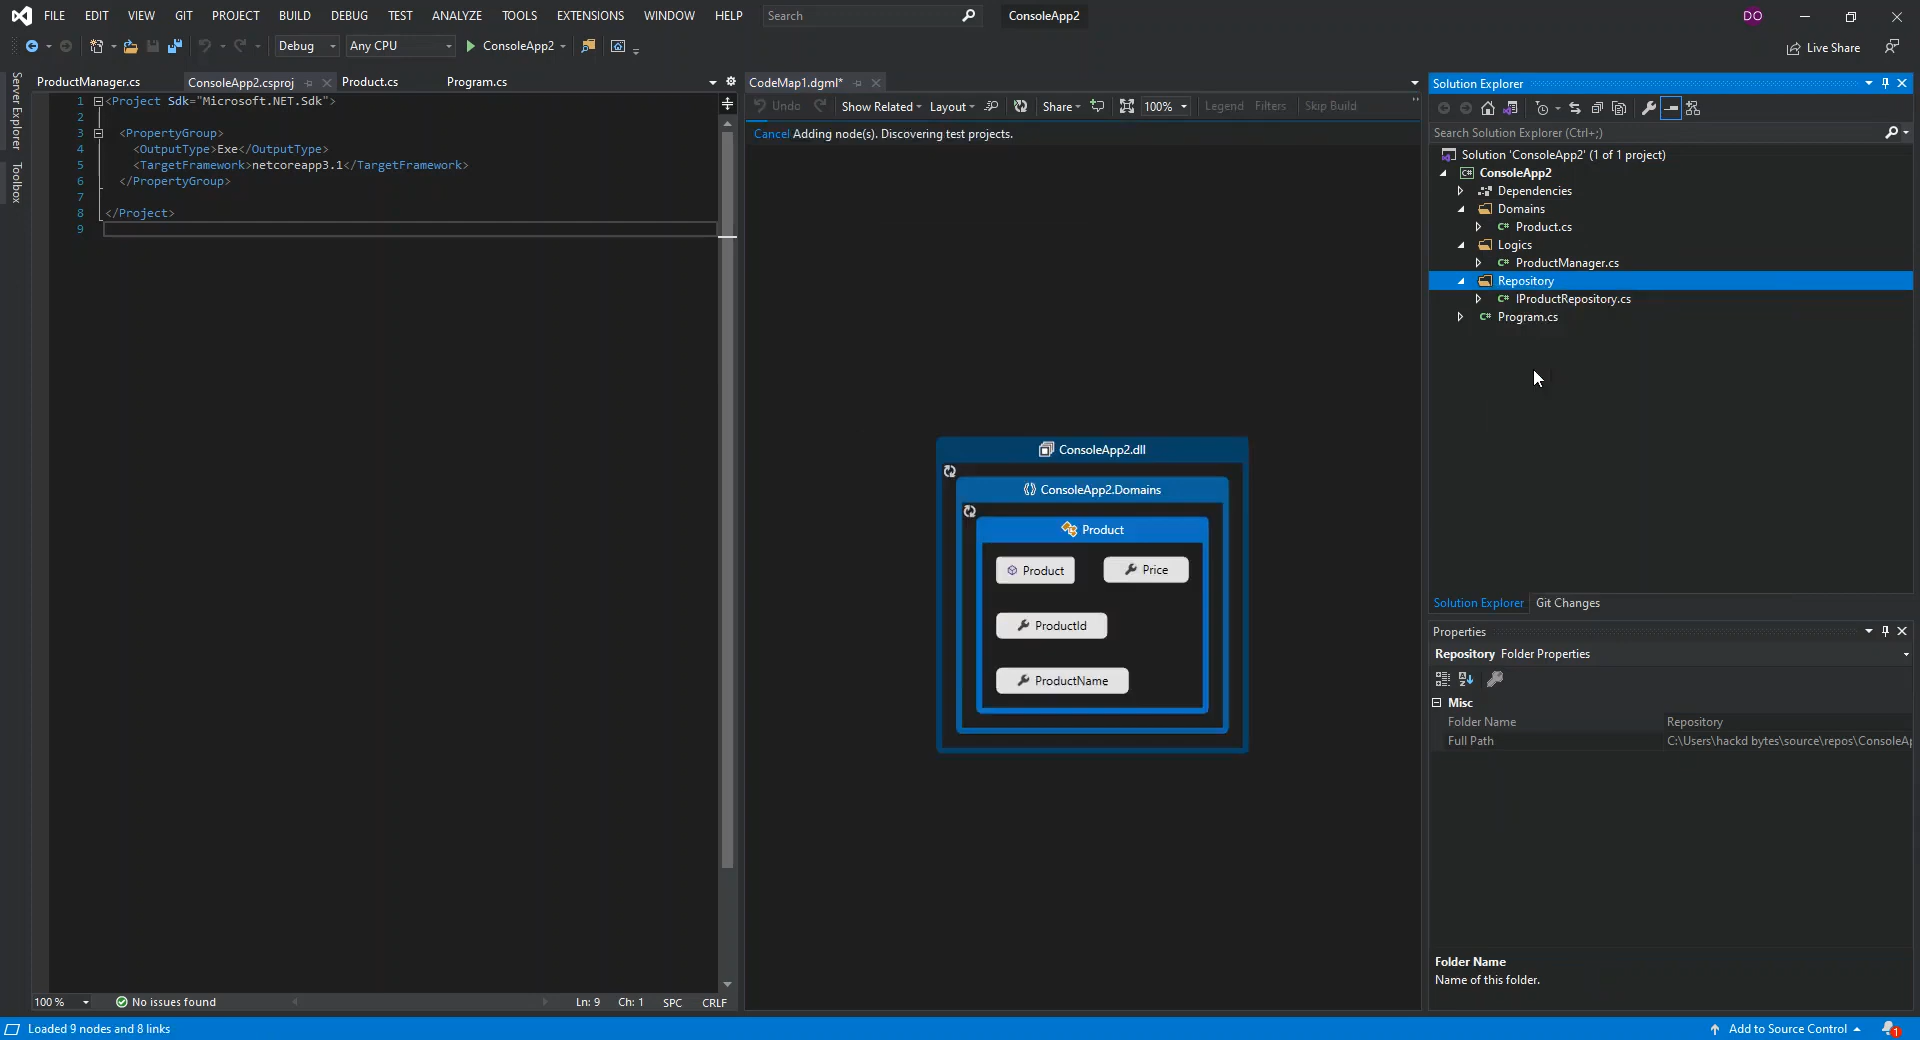 FILE EDIT VIEW GIT PROJECT BUILD DEBUG TEST ANALYZE TOOLS EXTENSIONS WINDOW HELP Search ConsoleApp2 DO
Debug Any CPU ConsoleApp2 Live Share
Server Explorer
Toolbox
ProductManager.cs ConsoleApp2.csproj Product.cs Program.cs
1 <Project Sdk="Microsoft.NET.Sdk">
2
3 <PropertyGroup>
4 <OutputType>Exe</OutputType>
5 <TargetFramework>netcoreapp3.1</TargetFramework>
6 </PropertyGroup>
7
8 </Project>
9
100 % No issues found Ln: 9 Ch: 1 SPC CRLF
CodeMap1.dgml*
Undo Show Related Layout Share 100% Legend Filters Skip Build
Cancel Adding node(s). Discovering test projects.
ConsoleApp2.dll
ConsoleApp2.Domains
Product
Product Price
ProductId
ProductName
Solution Explorer
Search Solution Explorer (Ctrl+;)
Solution 'ConsoleApp2' (1 of 1 project)
C# ConsoleApp2
Dependencies
Domains
C# Product.cs
Logics
C# ProductManager.cs
Repository
C# IProductRepository.cs
C# Program.cs
Solution Explorer Git Changes
Properties
Repository Folder Properties
Misc
Folder Name Repository
Full Path C:\Users\hackd bytes\source\repos\ConsoleAp
Folder Name
Name of this folder.
Loaded 9 nodes and 8 links Add to Source Control 1